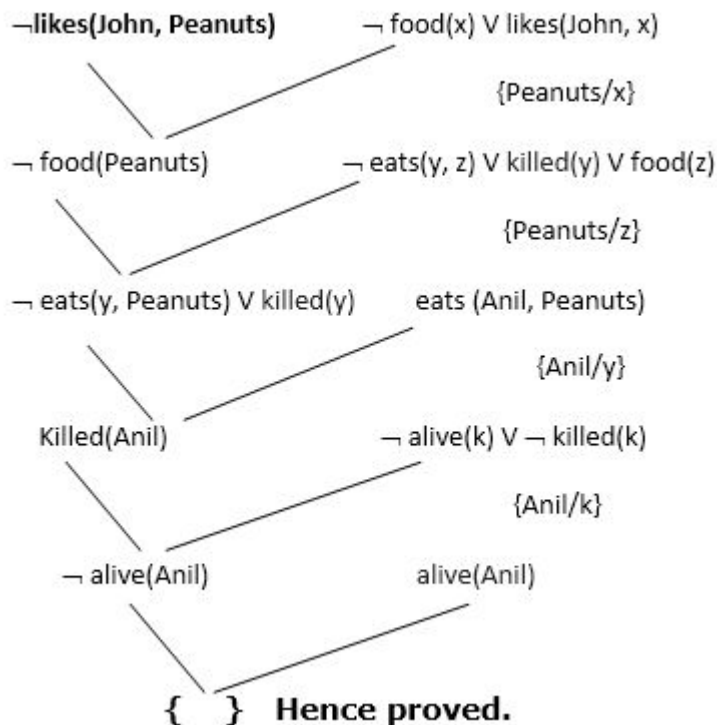 ¬likes(John, Peanuts) ¬ food(x) V likes(John, x)
{Peanuts/x}
¬ food(Peanuts) ¬ eats(y, z) V killed(y) V food(z)
{Peanuts/z}
¬ eats(y, Peanuts) V killed(y) eats (Anil, Peanuts)
{Anil/y}
Killed(Anil) ¬ alive(k) V ¬ killed(k)
{Anil/k}
¬ alive(Anil) alive(Anil)
{ } Hence proved.